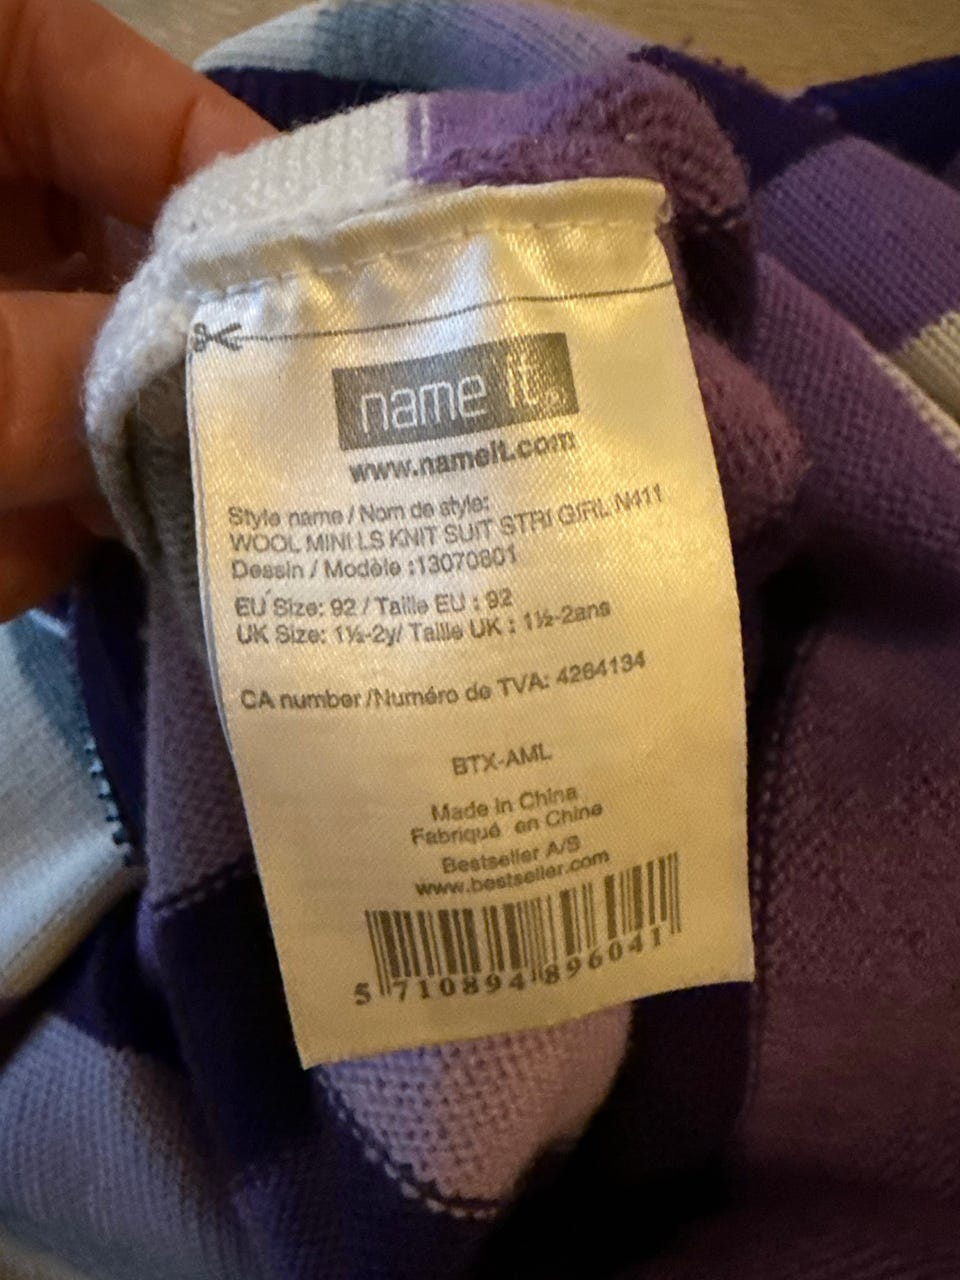 name it®
www.nameit.com
Style name / Nom de style:
WOOL MINI LS KNIT SUIT STRI GIRL N411
Dessin / Modèle :13070801
EU Size: 92 / Taille EU : 92
UK Size: 1½-2y/ Taille UK : 1½-2ans
CA number /Numéro de TVA: 4264134
BTX-AML
Made in China
Fabriqué en Chine
Bestseller A/S
www.bestseller.com
5 710894 896041